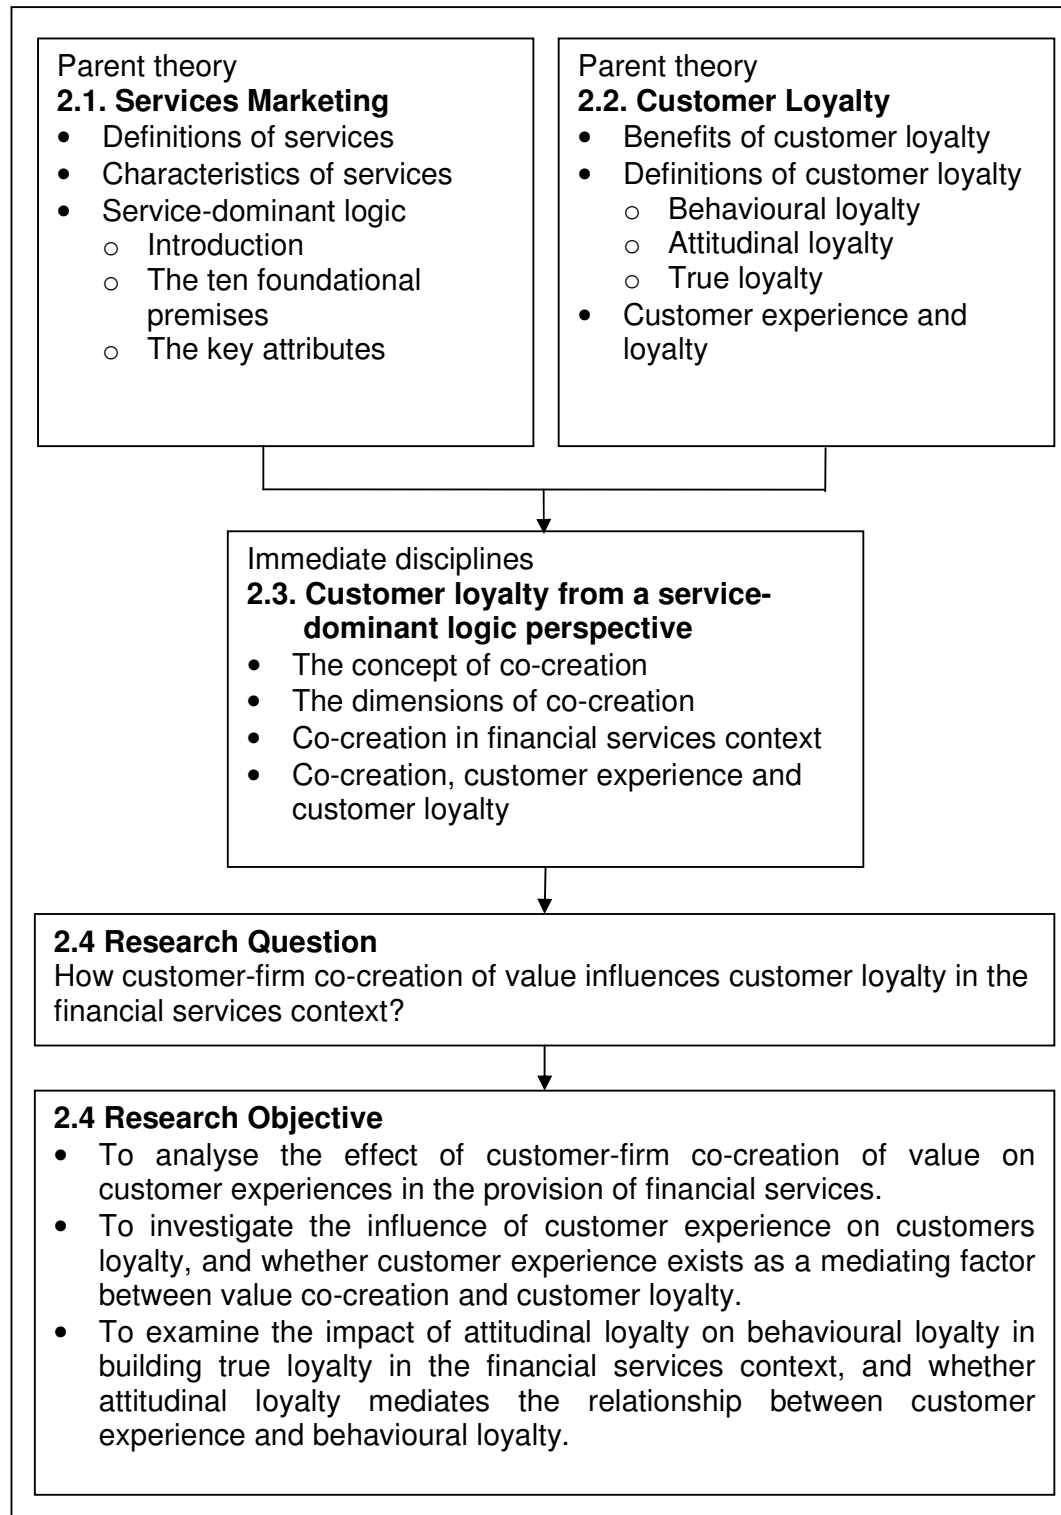 Parent theory
2.1. Services Marketing
• Definitions of services
• Characteristics of services
• Service-dominant logic
o Introduction
o The ten foundational
premises
o The key attributes
Parent theory
2.2. Customer Loyalty
• Benefits of customer loyalty
• Definitions of customer loyalty
o Behavioural loyalty
o Attitudinal loyalty
o True loyalty
• Customer experience and
loyalty
Immediate disciplines
2.3. Customer loyalty from a service-
dominant logic perspective
• The concept of co-creation
• The dimensions of co-creation
• Co-creation in financial services context
• Co-creation, customer experience and
customer loyalty
2.4 Research Question
How customer-firm co-creation of value influences customer loyalty in the
financial services context?
2.4 Research Objective
• To analyse the effect of customer-firm co-creation of value on
customer experiences in the provision of financial services.
• To investigate the influence of customer experience on customers
loyalty, and whether customer experience exists as a mediating factor
between value co-creation and customer loyalty.
• To examine the impact of attitudinal loyalty on behavioural loyalty in
building true loyalty in the financial services context, and whether
attitudinal loyalty mediates the relationship between customer
experience and behavioural loyalty.